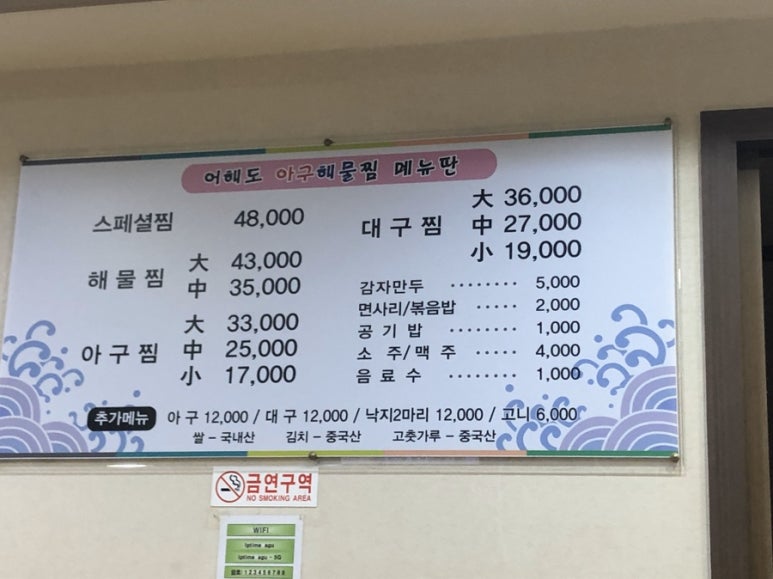 어해도 아구해물찜 메뉴판
스페셜찜 48,000
해물찜 大 43,000
中 35,000
아구찜 大 33,000
中 25,000
小 17,000
대구찜 大 36,000
中 27,000
小 19,000
감자만두 ········ 5,000
면사리/볶음밥 ····· 2,000
공기밥 ········ 1,000
소주/맥주 ····· 4,000
음료수 ········ 1,000
추가메뉴 아구 12,000 / 대구 12,000 / 낙지2마리 12,000 / 고니 6,000
쌀 - 국내산 김치 - 중국산 고춧가루 - 중국산
금연구역
NO SMOKING AREA
WIFI
iptime agu
iptime agu - 5G